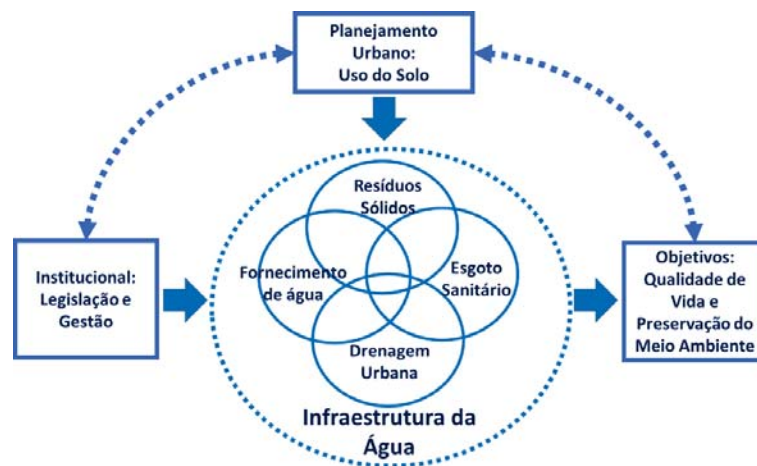 Planejamento
Urbano:
Uso do Solo
Resíduos
Sólidos
Institucional:
Legislação e
Gestão
Fornecimento
de água
Esgoto
Sanitário
Objetivos:
Qualidade de
Vida e
Preservação do
Meio Ambiente
Drenagem
Urbana
Infraestrutura da
Água